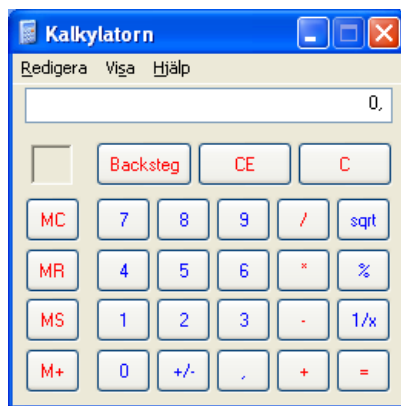 Kalkylatorn
Redigera Visa Hjälp
0,
Backsteg CE C
MC 7 8 9 / sqrt
MR 4 5 6 * %
MS 1 2 3 - 1/x
M+ 0 +/- , + =